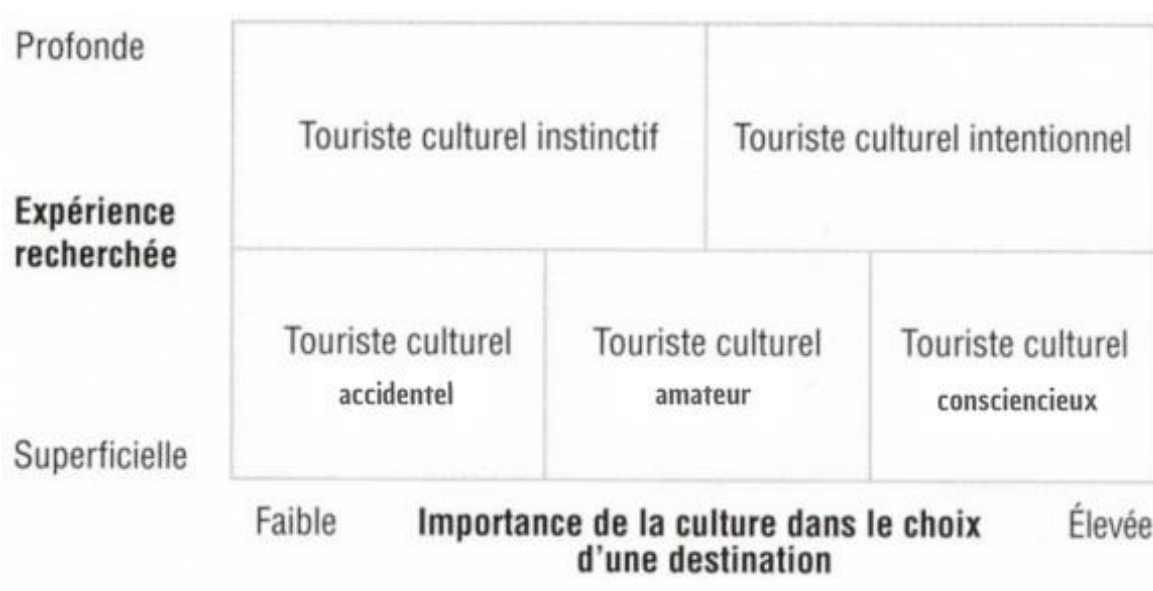 Profonde
Touriste culturel instinctif
Touriste culturel intentionnel
Expérience
recherchée
Touriste culturel
accidentel
Touriste culturel
amateur
Touriste culturel
consciencieux
Superficielle
Faible
Importance de la culture dans le choix
d'une destination
Élevée